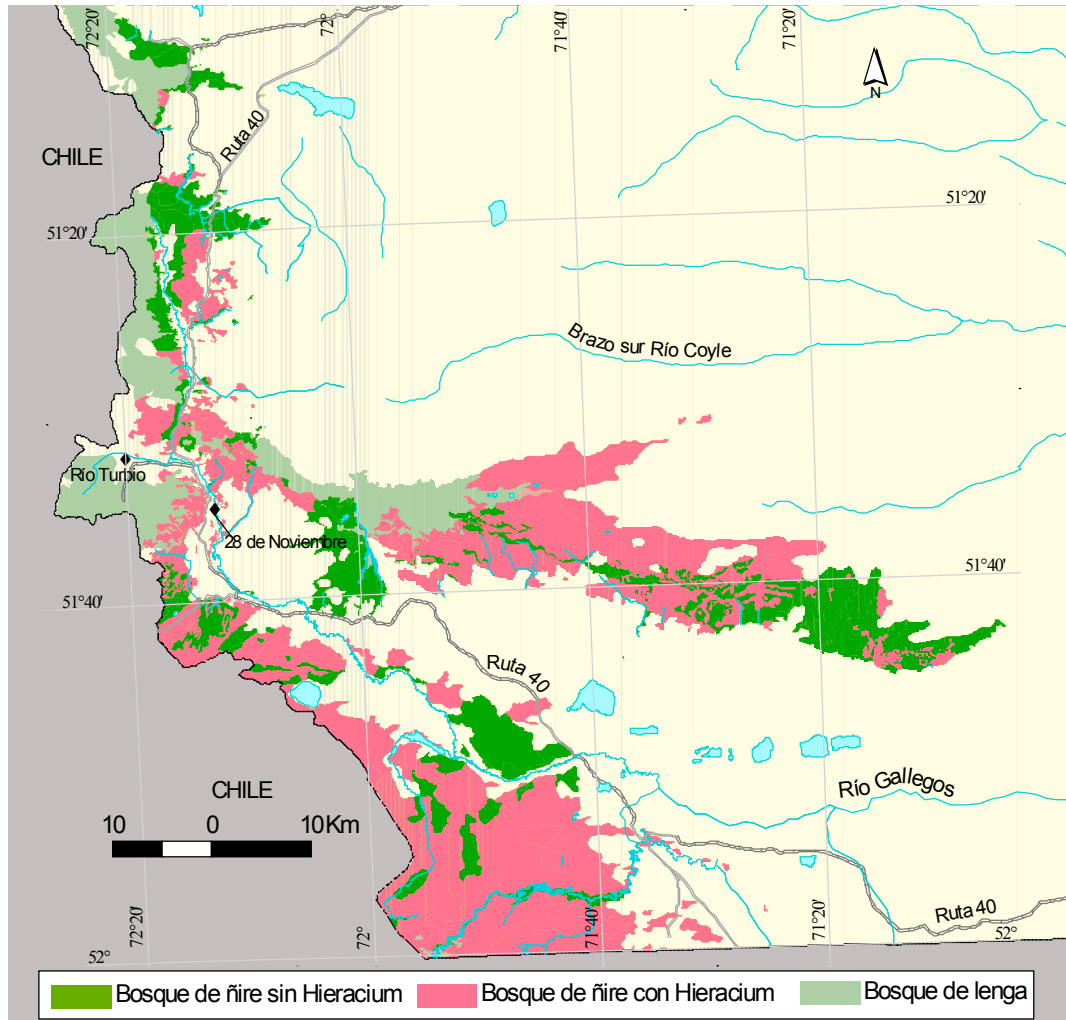 72°20'
72°
71°40'
71°20'
N
Ruta 40
CHILE
51°20'
51°20'
Brazo sur Río Coyle
Río Turbio
28 de Noviembre
51°40'
51°40'
Ruta 40
CHILE
Río Gallegos
10 0 10Km
72°20'
72°
71°40'
71°20'
Ruta 40
52°
52°
Bosque de ñire sin Hieracium
Bosque de ñire con Hieracium
Bosque de lenga